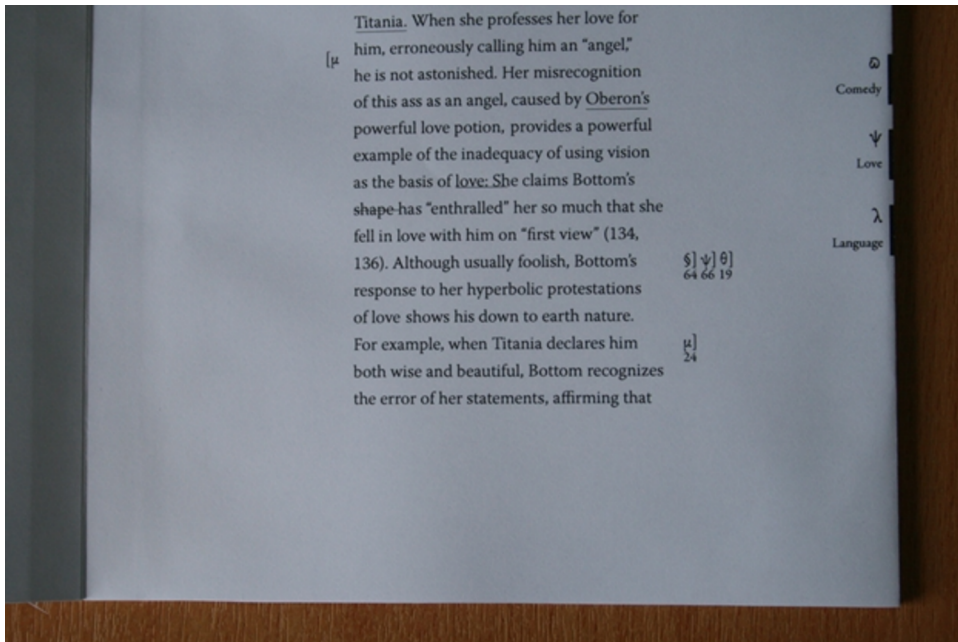 Titania. When she professes her love for
him, erroneously calling him an “angel,”
[μ
he is not astonished. Her misrecognition
of this ass as an angel, caused by Oberon’s
powerful love potion, provides a powerful
example of the inadequacy of using vision
as the basis of love: She claims Bottom’s
shape has “enthralled” her so much that she
fell in love with him on “first view” (134,
136). Although usually foolish, Bottom’s
response to her hyperbolic protestations
of love shows his down to earth nature.
For example, when Titania declares him
both wise and beautiful, Bottom recognizes
the error of her statements, affirming that
§] ψ] θ]
64 66 19
μ]
24
Comedy
ψ
Love
λ
Language